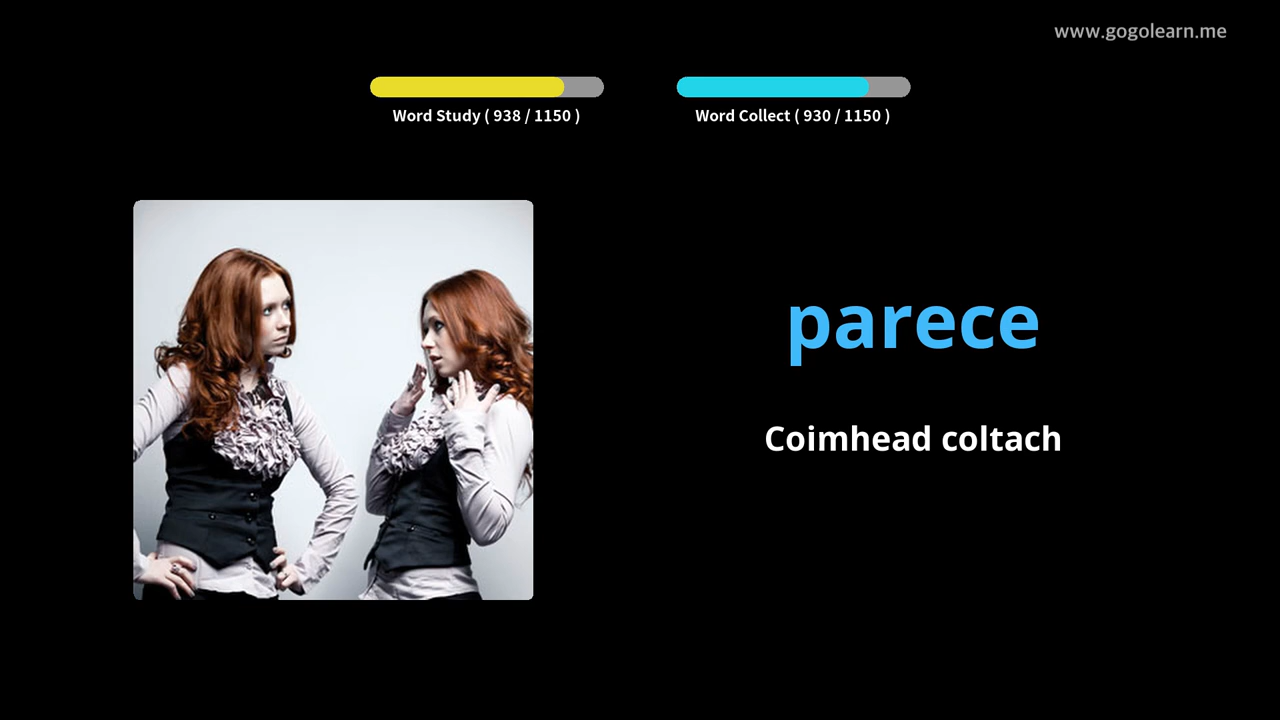 www.gogolearn.me
Word Study ( 938 / 1150 )
Word Collect ( 930 / 1150 )
parece
Coimhead coltach